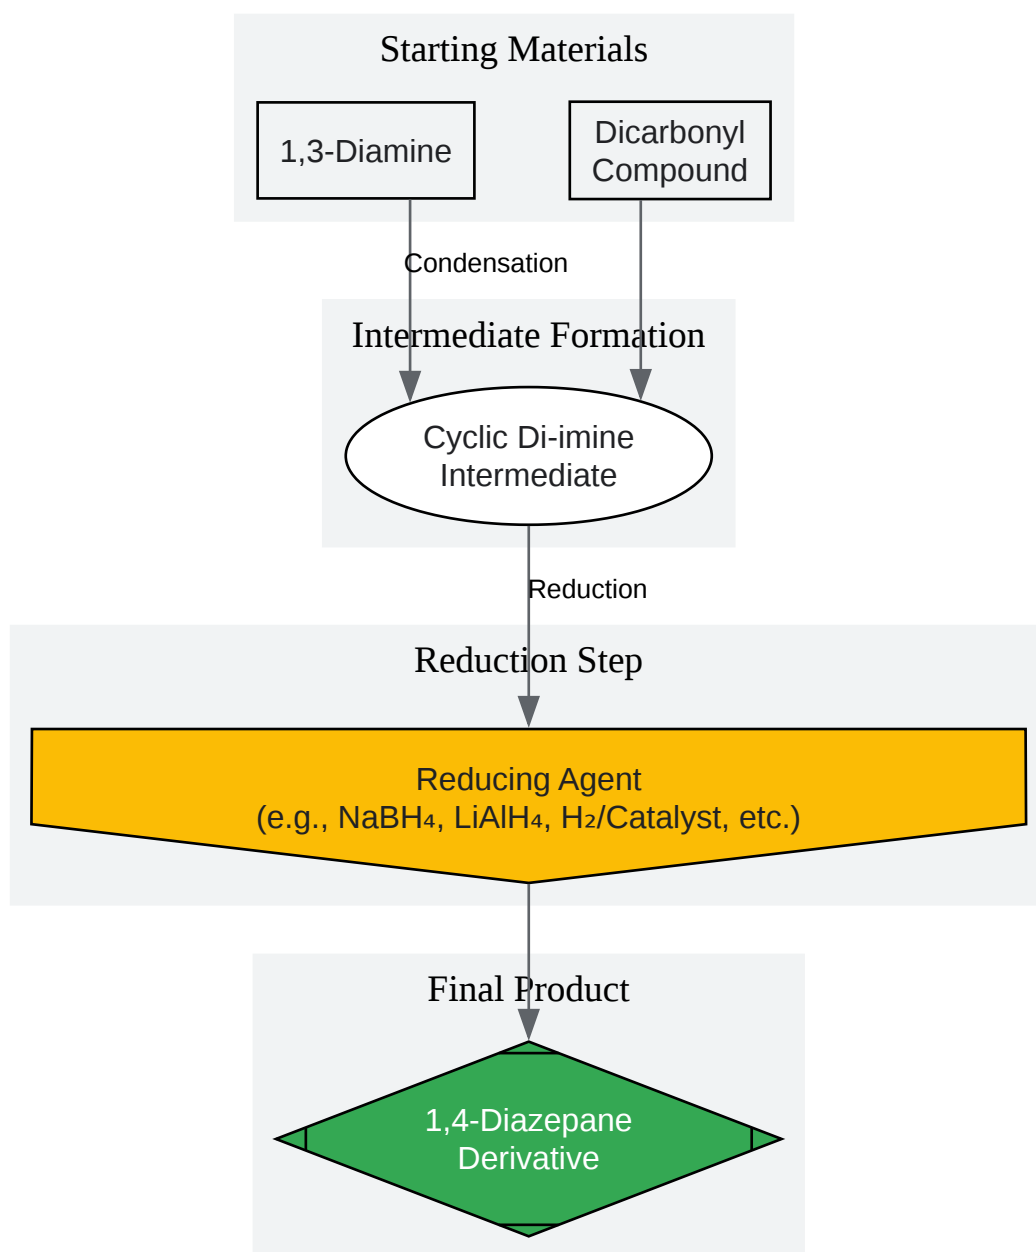 Starting Materials
1,3-Diamine
Dicarbonyl
Compound
Condensation
Intermediate Formation
Cyclic Di-imine
Intermediate
Reduction
Reduction Step
Reducing Agent
(e.g., NaBH₄, LiAlH₄, H₂/Catalyst, etc.)
Final Product
1,4-Diazepane
Derivative